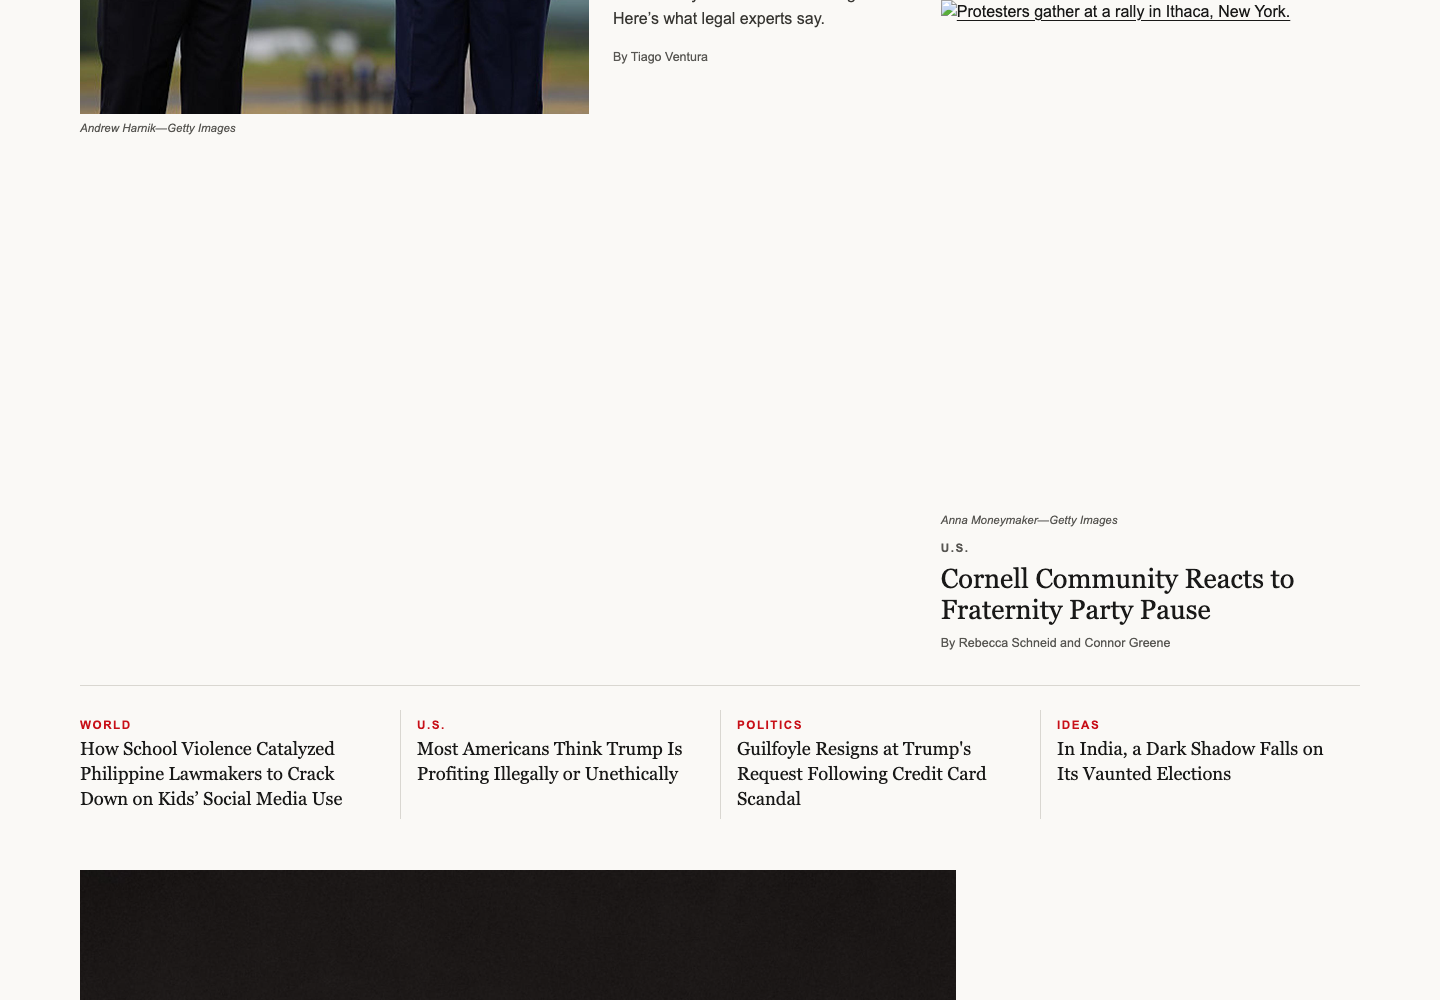 Here’s what legal experts say.
By Tiago Ventura
Andrew Harnik—Getty Images
Protesters gather at a rally in Ithaca, New York.
Anna Moneymaker—Getty Images
U.S.
Cornell Community Reacts to
Fraternity Party Pause
By Rebecca Schneid and Connor Greene
WORLD
How School Violence Catalyzed
Philippine Lawmakers to Crack
Down on Kids’ Social Media Use
U.S.
Most Americans Think Trump Is
Profiting Illegally or Unethically
POLITICS
Guilfoyle Resigns at Trump's
Request Following Credit Card
Scandal
IDEAS
In India, a Dark Shadow Falls on
Its Vaunted Elections